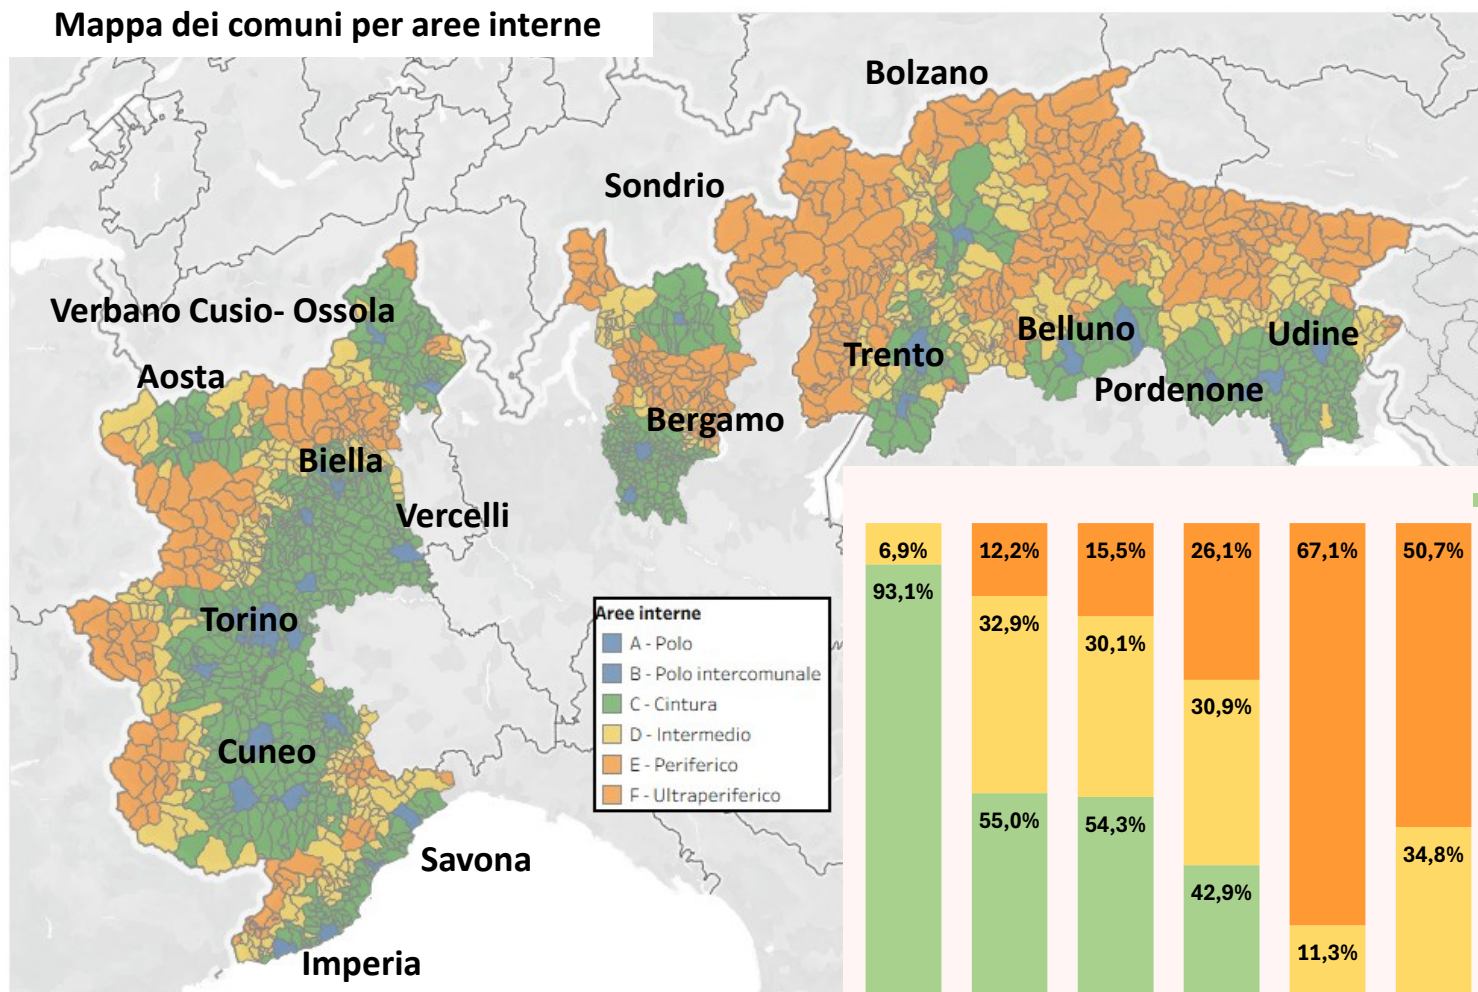 Mappa dei comuni per aree interne
Bolzano
Sondrio
Verbano Cusio- Ossola
Belluno
Udine
Trento
Aosta
Pordenone
Bergamo
Biella
Vercelli
Torino
Cuneo
Savona
Imperia
Aree interne
A - Polo
B - Polo intercomunale
C - Cintura
D - Intermedio
E - Periferico
F - Ultraperiferico
6,9% 12,2% 15,5% 26,1% 67,1% 50,7%
93,1%
32,9% 30,1%
30,9%
55,0% 54,3%
34,8%
42,9%
11,3%